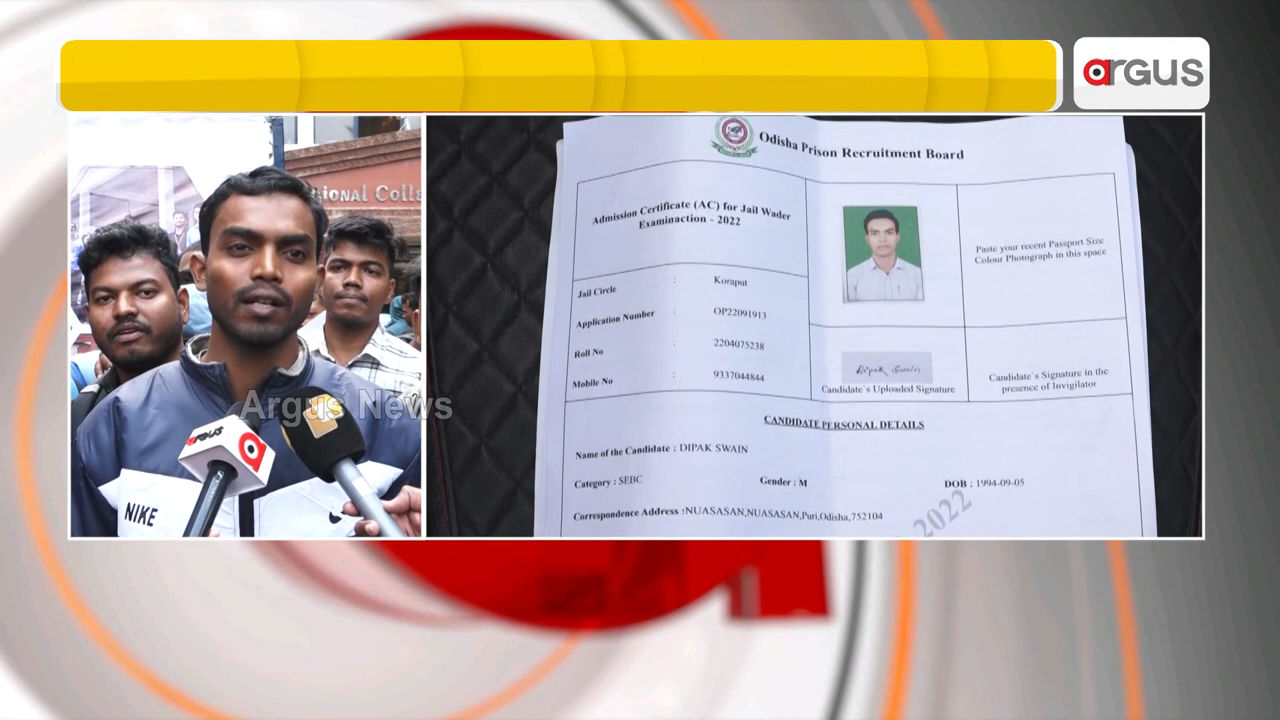 argus
ional Coll
Argus News
argus
NIKE
Odisha Prison Recruitment Board
Admission Certificate (AC) for Jail Wader
Examinaction - 2022
Paste your recent Passport Size
Colour Photograph in this space
Jail Circle : Koraput
Application Number : OP22091913
Roll No : 2204075238
Mobile No : 9337044844
Dipak Swain
Candidate`s Uploaded Signature
Candidate`s Signature in the
presence of Invigilator
CANDIDATE PERSONAL DETAILS
Name of the Candidate : DIPAK SWAIN
Category : SEBC Gender : M DOB : 1994-09-05
Correspondence Address :NUASASAN,NUASASAN,Puri,Odisha,752104
2022